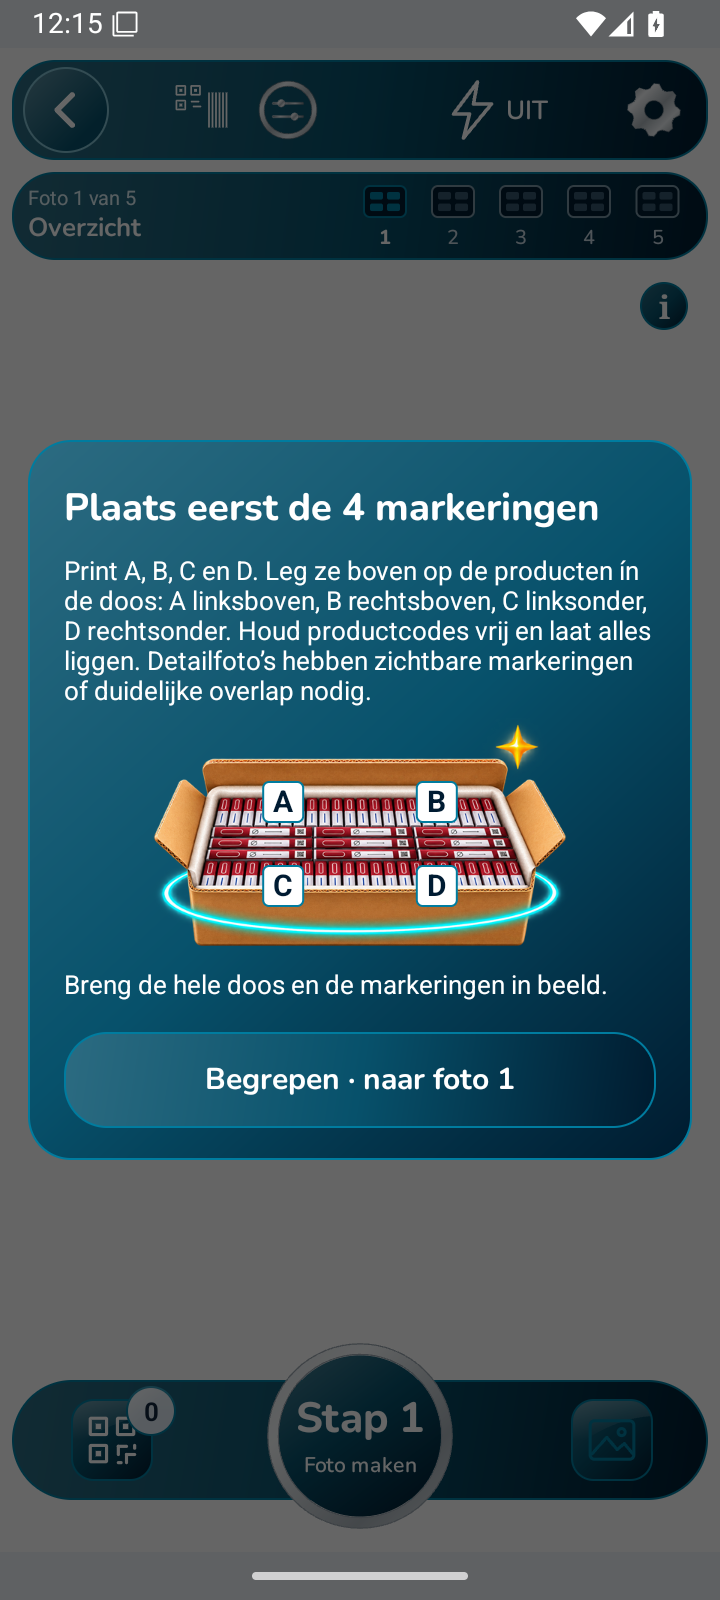 12:15
UIT
Foto 1 van 5
Overzicht
1 2 3 4 5
i
Plaats eerst de 4 markeringen
Print A, B, C en D. Leg ze boven op de producten ín
de doos: A linksboven, B rechtsboven, C linksonder,
D rechtsonder. Houd productcodes vrij en laat alles
liggen. Detailfoto’s hebben zichtbare markeringen
of duidelijke overlap nodig.
A B
C D
Breng de hele doos en de markeringen in beeld.
Begrepen · naar foto 1
0
Stap 1
Foto maken